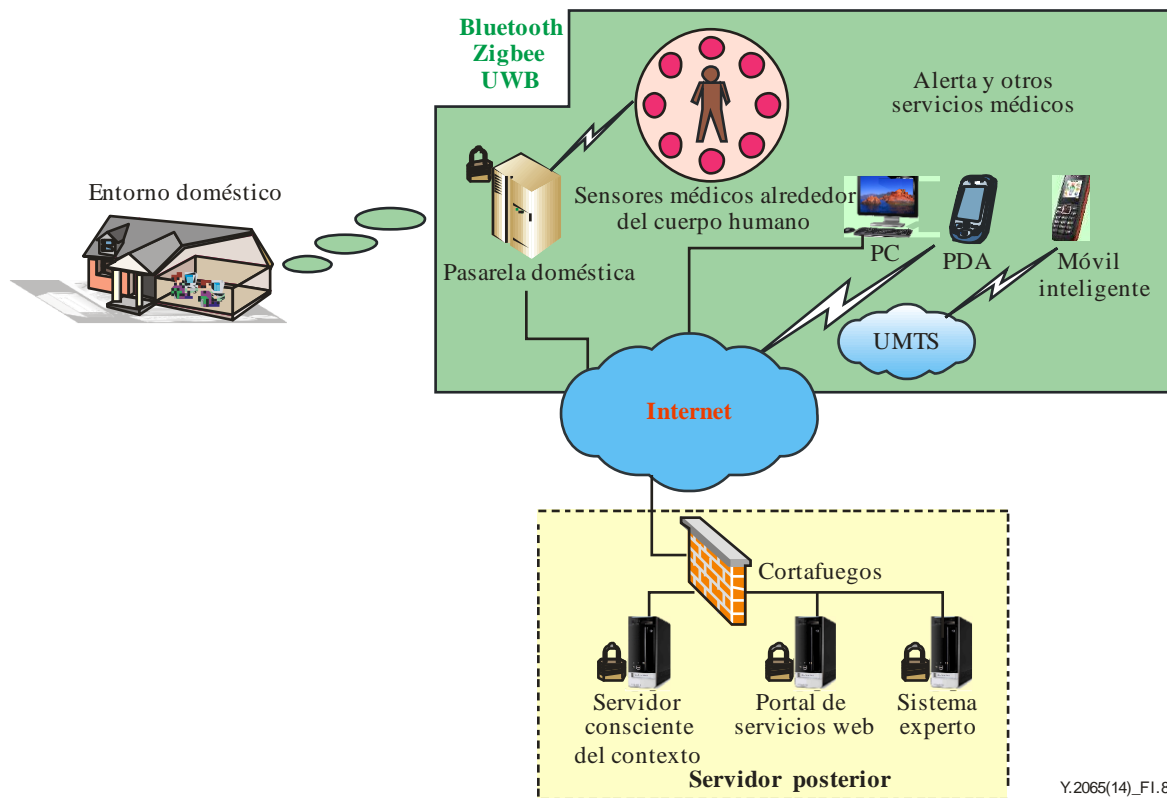 Bluetooth
Zigbee
UWB
Alerta y otros
servicios médicos
Entorno doméstico
Sensores médicos alrededor
del cuerpo humano
Pasarela doméstica
PC
PDA
Móvil
inteligente
UMTS
Internet
Cortafuegos
Servidor
consciente
del contexto
Portal de
servicios web
Sistema
experto
Servidor posterior
Y.2065(14)_FI.8